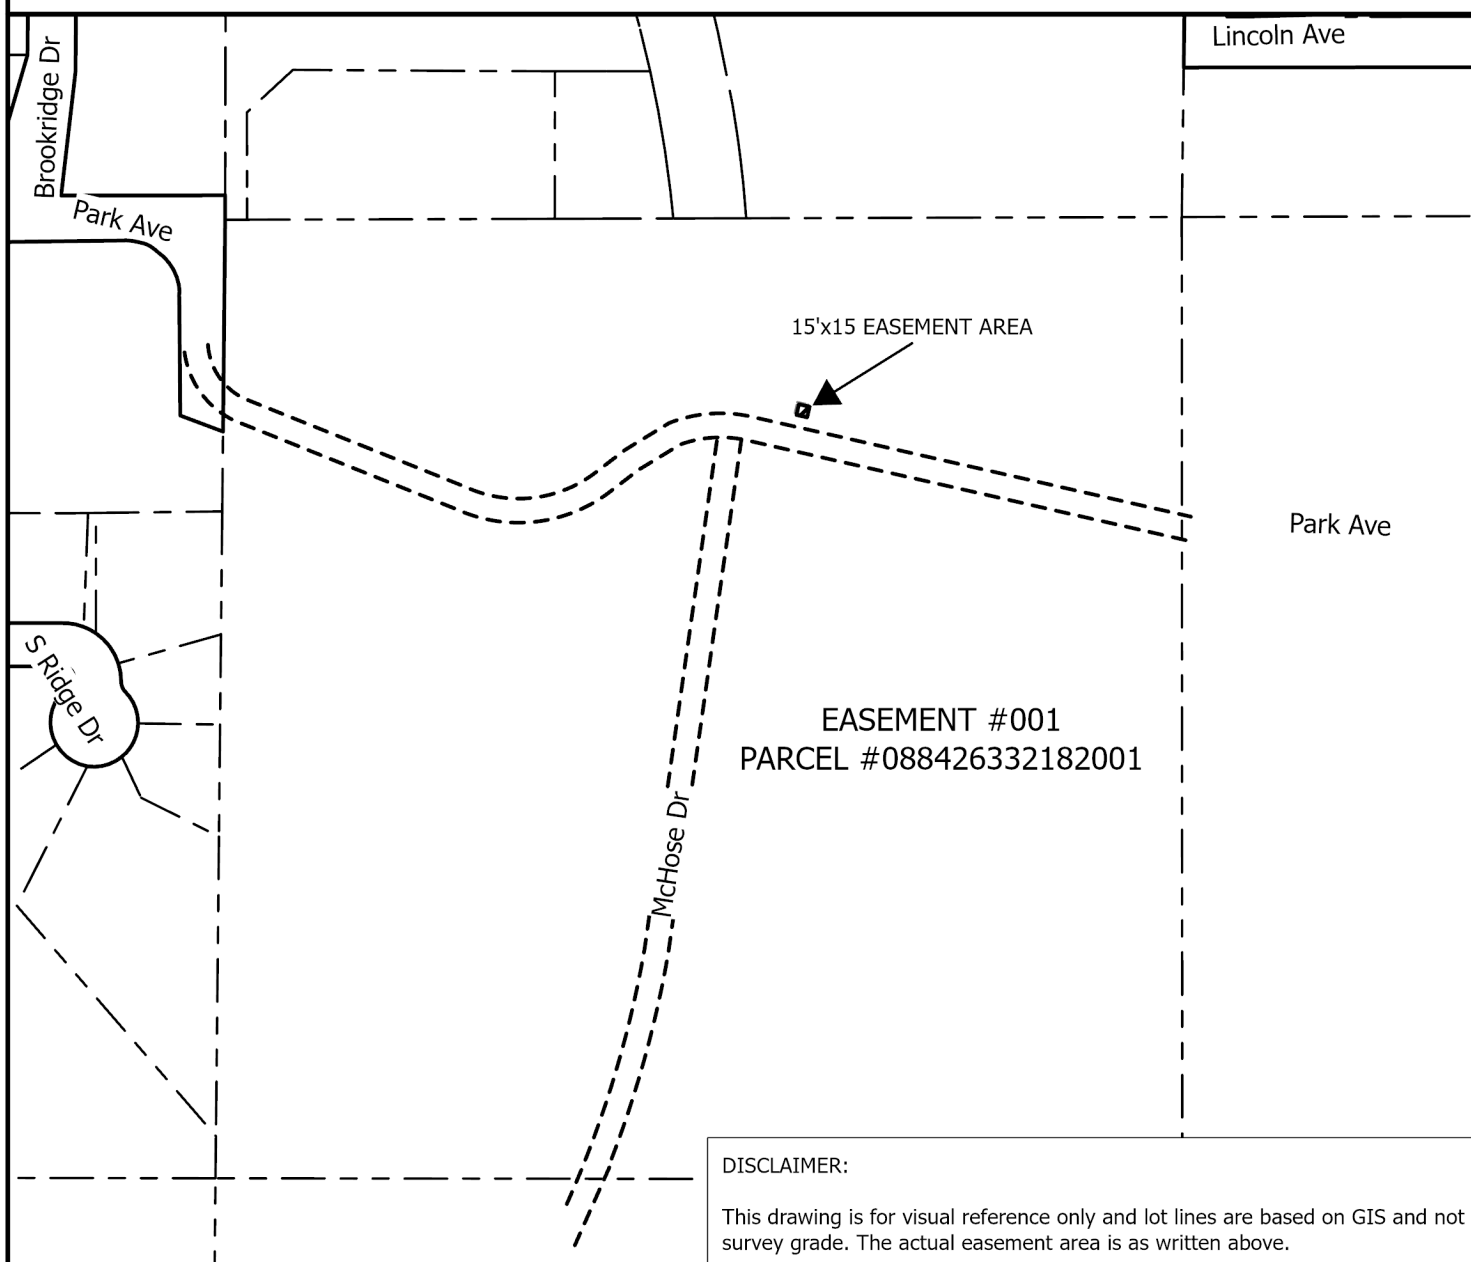 Lincoln Ave
Brookridge Dr
Park Ave
15'x15 EASEMENT AREA
Park Ave
S Ridge Dr
EASEMENT #001
PARCEL #088426332182001
McHose Dr
DISCLAIMER:
This drawing is for visual reference only and lot lines are based on GIS and not
survey grade. The actual easement area is as written above.